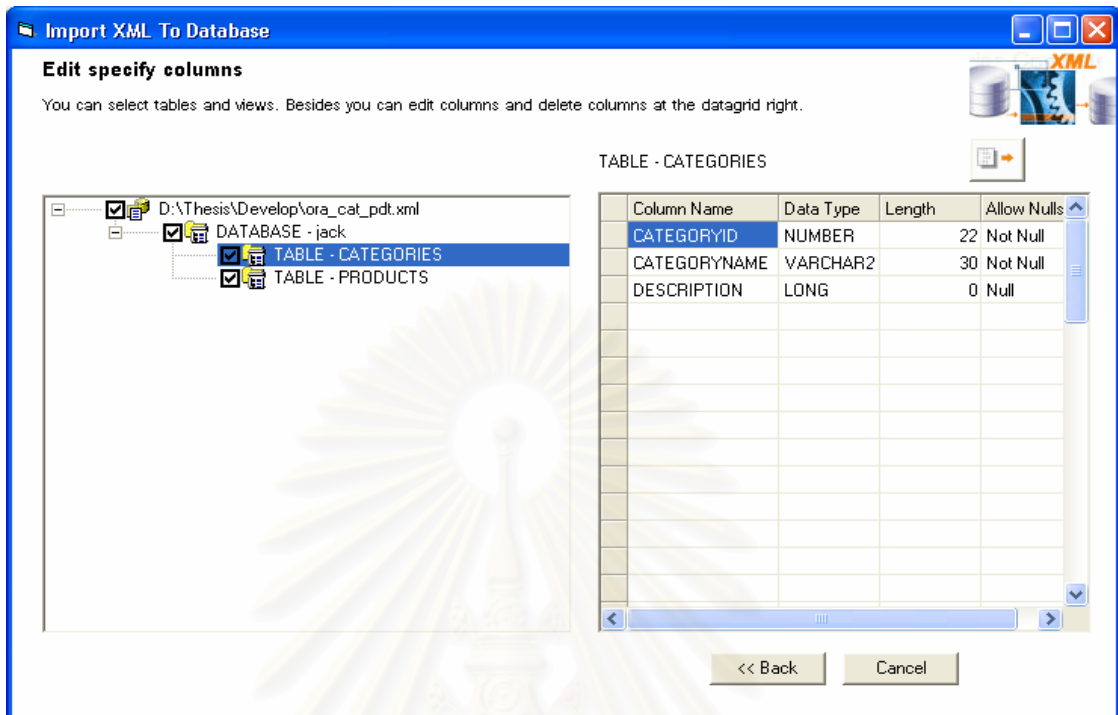 Import XML To Database
Edit specify columns
XML
You can select tables and views. Besides you can edit columns and delete columns at the datagrid right.
TABLE - CATEGORIES
D:\Thesis\Develop\ora_cat_pdt.xml
DATABASE - jack
TABLE - CATEGORIES
TABLE - PRODUCTS
Column Name Data Type Length Allow Nulls
CATEGORYID NUMBER 22 Not Null
CATEGORYNAME VARCHAR2 30 Not Null
DESCRIPTION LONG 0 Null
<< Back Cancel